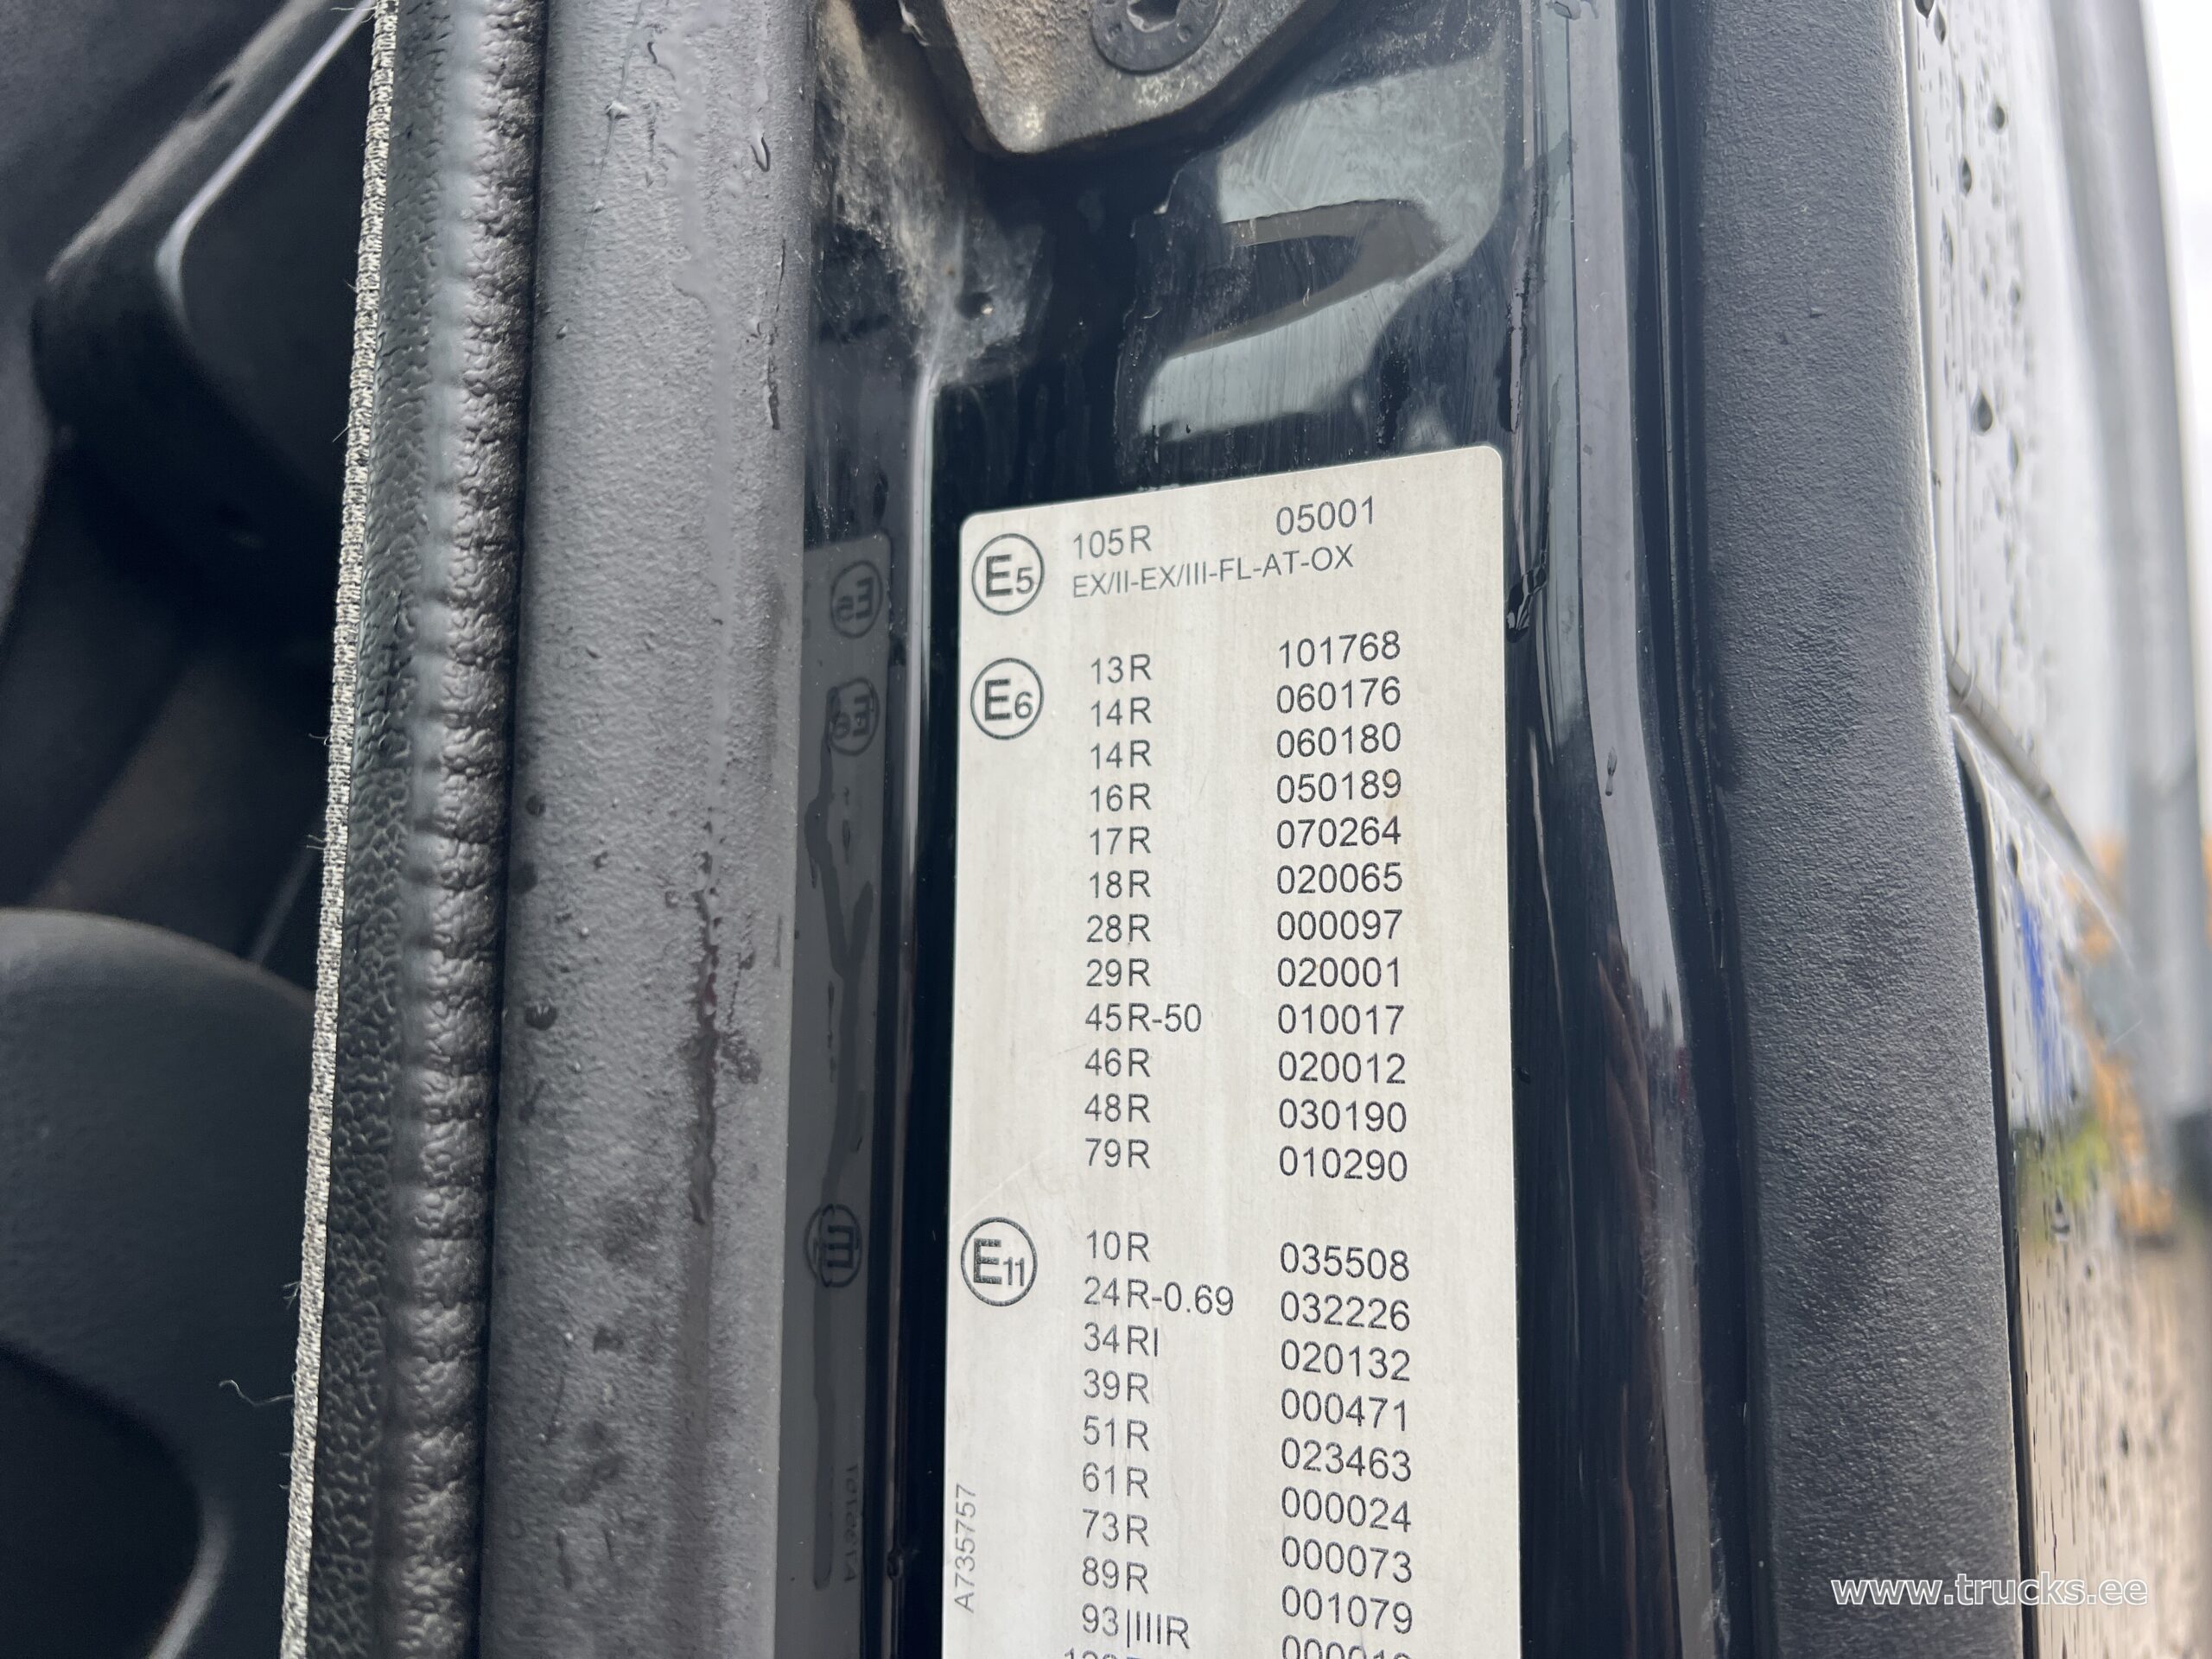 E5 105R 05001
EX/II-EX/III-FL-AT-OX
E6 13R 101768
14R 060176
14R 060180
16R 050189
17R 070264
18R 020065
28R 000097
29R 020001
45R-50 010017
46R 020012
48R 030190
79R 010290
E11 10R 035508
24R-0.69 032226
34RI 020132
39R 000471
51R 023463
61R 000024
73R 000073
89R 001079
93|IIIIR
A735757
www.trucks.ee